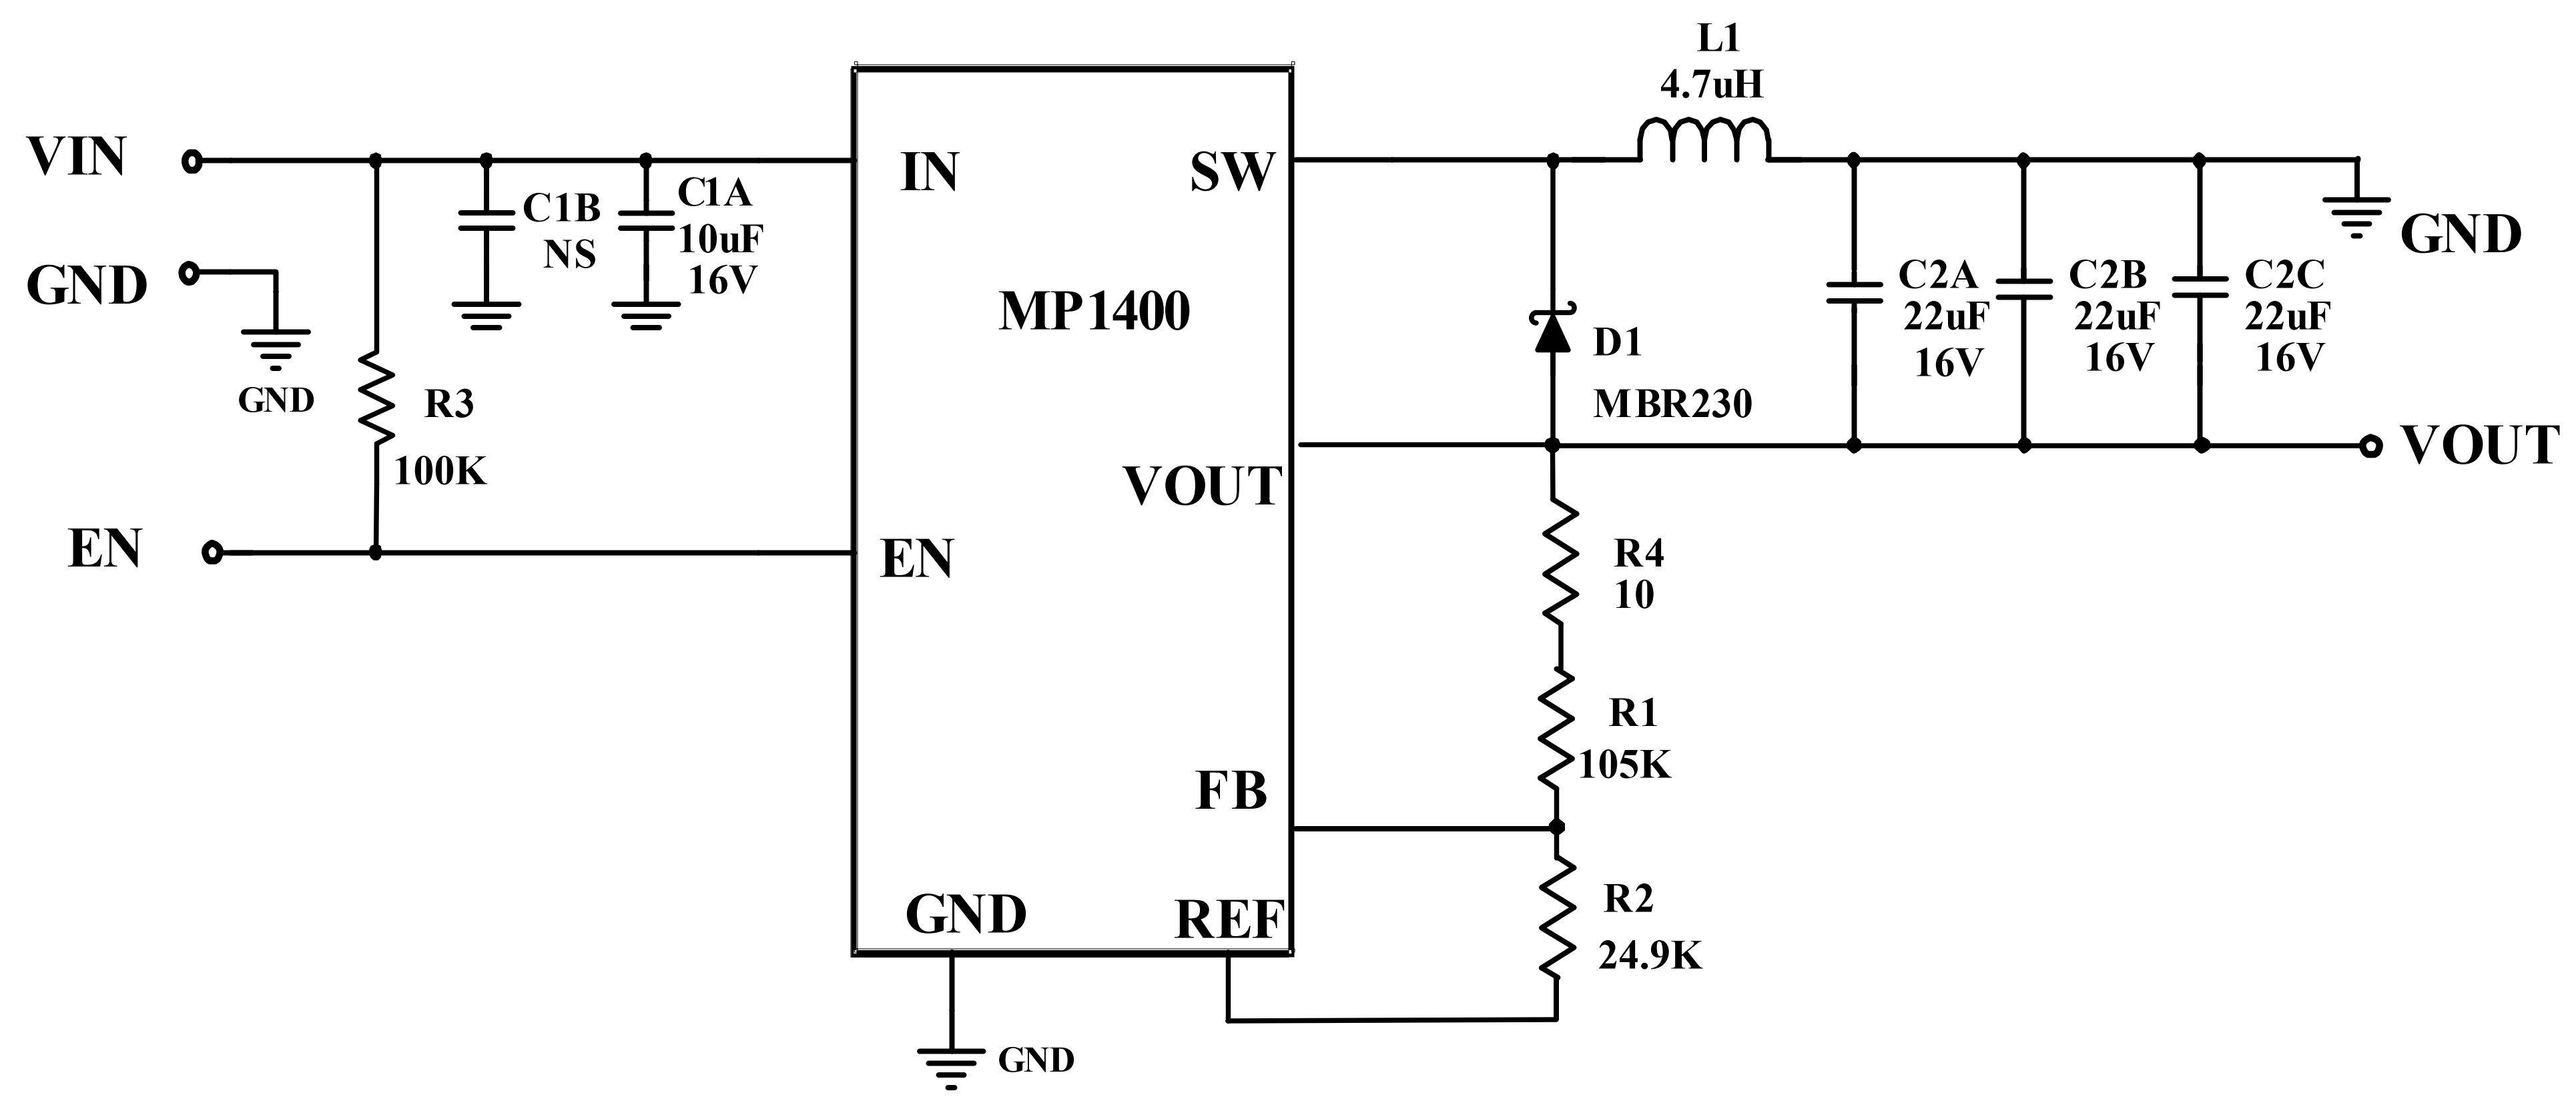 L1
4.7uH
VIN
IN
SW
C1B
NS
C1A
10uF
16V
GND
GND
GND
MP1400
C2A
22uF
16V
C2B
22uF
16V
C2C
22uF
16V
D1
MBR230
R3
100K
VOUT
VOUT
EN
EN
R4
10
R1
105K
FB
R2
24.9K
GND
REF
GND